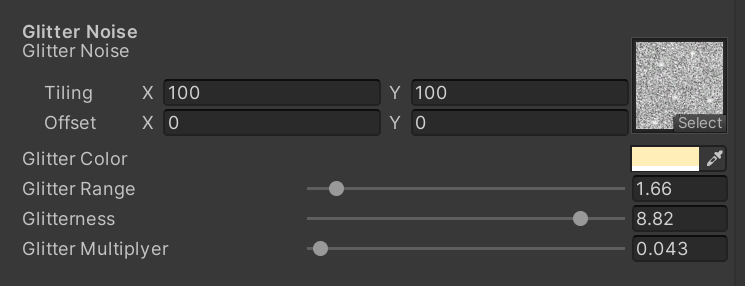 Glitter Noise
Glitter Noise
Tiling X 100 Y 100
Offset X 0 Y 0
Select
Glitter Color
Glitter Range 1.66
Glitterness 8.82
Glitter Multiplyer 0.043